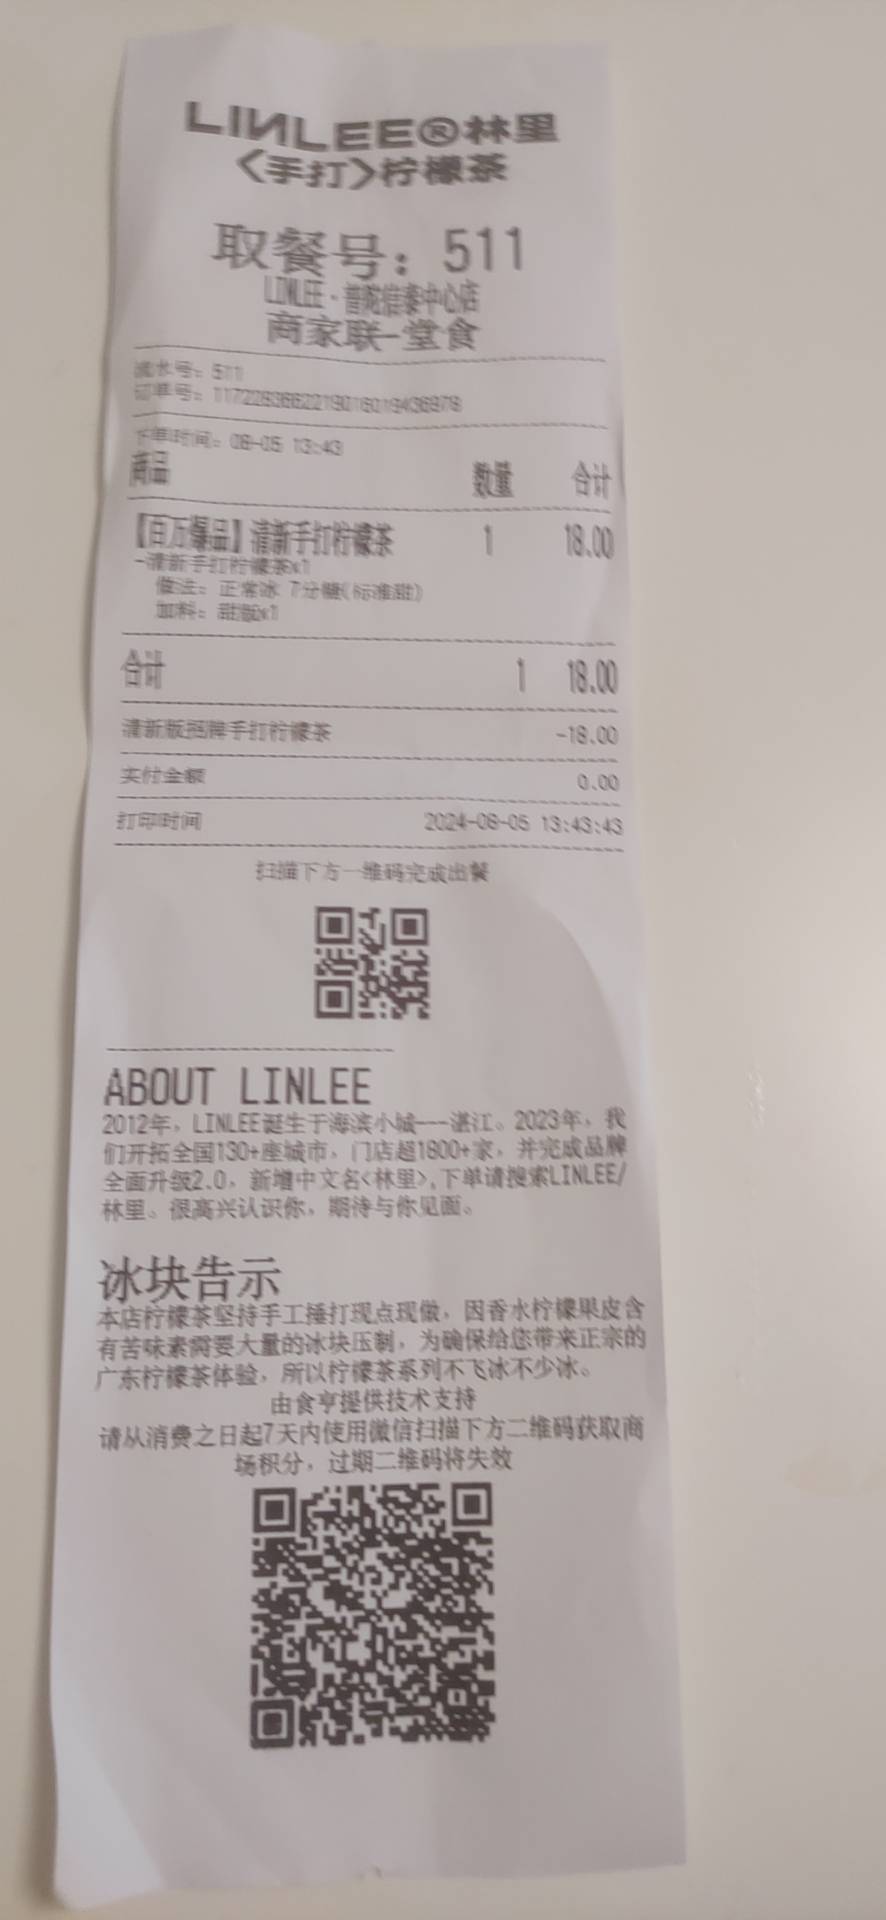 LINLEE®林里
<手打>柠檬茶
取餐号：511
LINLEE·普陀信泰中心店
商家联-堂食
流水号：511
订单号：
下单时间：08-05 13:43
商品 数量 合计
【百万爆品】清新手打柠檬茶 1 18.00
-清新手打柠檬茶x1
做法：正常冰 7分糖(标准甜)
加料：甜版x1
合计 1 18.00
清新版招牌手打柠檬茶 -18.00
实付金额 0.00
打印时间 2024-08-05 13:43:43
扫描下方一维码完成出餐
ABOUT LINLEE
2012年，LINLEE诞生于海滨小城---湛江。2023年，我
们开拓全国130+座城市，门店超1800+家，并完成品牌
全面升级2.0，新增中文名<林里>,下单请搜索LINLEE/
林里。很高兴认识你，期待与你见面。
冰块告示
本店柠檬茶坚持手工捶打现点现做，因香水柠檬果皮含
有苦味素需要大量的冰块压制，为确保给您带来正宗的
广东柠檬茶体验，所以柠檬茶系列不飞冰不少冰。
由食亨提供技术支持
请从消费之日起7天内使用微信扫描下方二维码获取商
场积分，过期二维码将失效